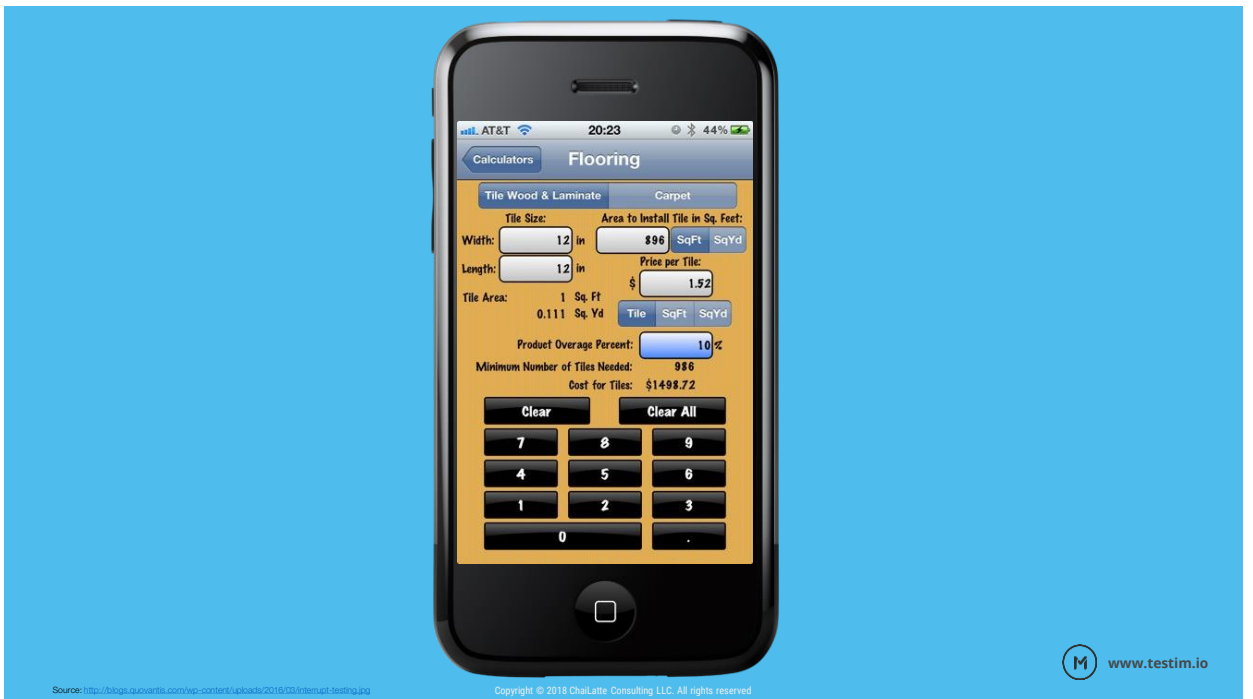 AT&T 20:23 44%
Calculators Flooring
Tile Wood & Laminate Carpet
Tile Size: Area to Install Tile in Sq. Feet:
Width: 12 in 896 SqFt SqYd
Length: 12 in Price per Tile:
$ 1.52
Tile Area: 1 Sq. Ft
0.111 Sq. Yd Tile SqFt SqYd
Product Overage Percent: 10 %
Minimum Number of Tiles Needed: 986
Cost for Tiles: $1498.72
Clear Clear All
7 8 9
4 5 6
1 2 3
0 .
M www.testim.io
Source: http://blogs.quovantis.com/wp-content/uploads/2016/03/interrupt-testing.jpg Copyright © 2018 ChaiLatte Consulting LLC. All rights reserved